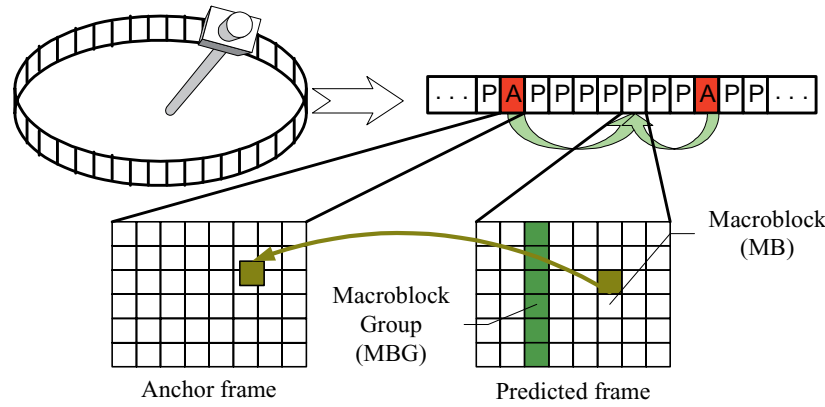 . . . P A P P P P P P P A P P . . .
Macroblock
(MB)
Macroblock
Group
(MBG)
Anchor frame
Predicted frame